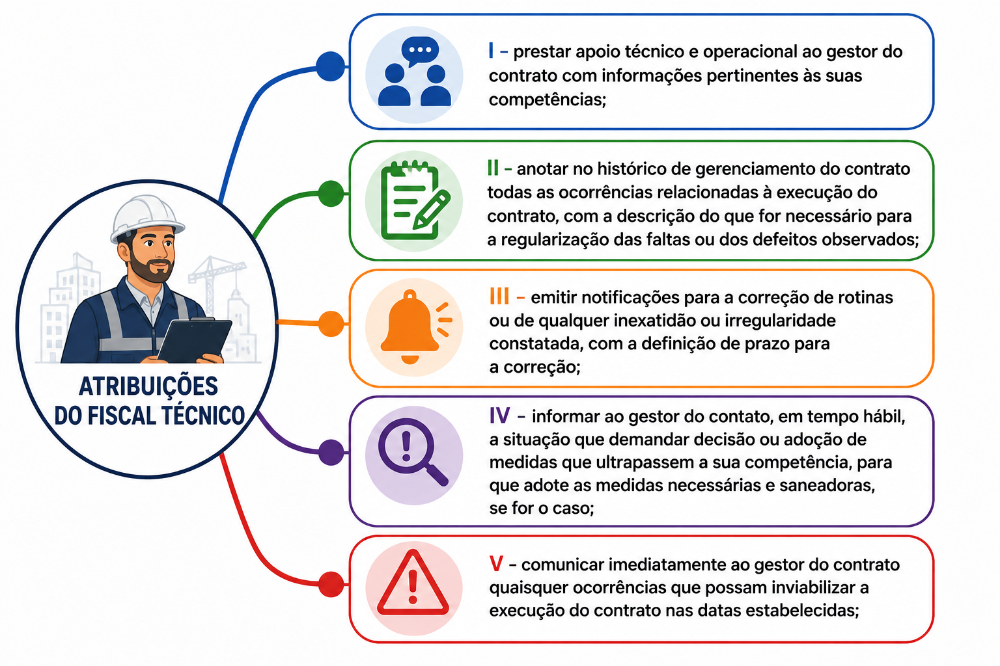 ATRIBUIÇÕES
DO FISCAL TÉCNICO
I – prestar apoio técnico e operacional ao gestor do
contrato com informações pertinentes às suas
competências;
II – anotar no histórico de gerenciamento do contrato
todas as ocorrências relacionadas à execução do
contrato, com a descrição do que for necessário para
a regularização das faltas ou dos defeitos observados;
III – emitir notificações para a correção de rotinas
ou de qualquer inexatidão ou irregularidade
constatada, com a definição de prazo para
a correção;
IV – informar ao gestor do contato, em tempo hábil,
a situação que demandar decisão ou adoção de
medidas que ultrapassem a sua competência, para
que adote as medidas necessárias e saneadoras,
se for o caso;
V – comunicar imediatamente ao gestor do contrato
quaisquer ocorrências que possam inviabilizar a
execução do contrato nas datas estabelecidas;